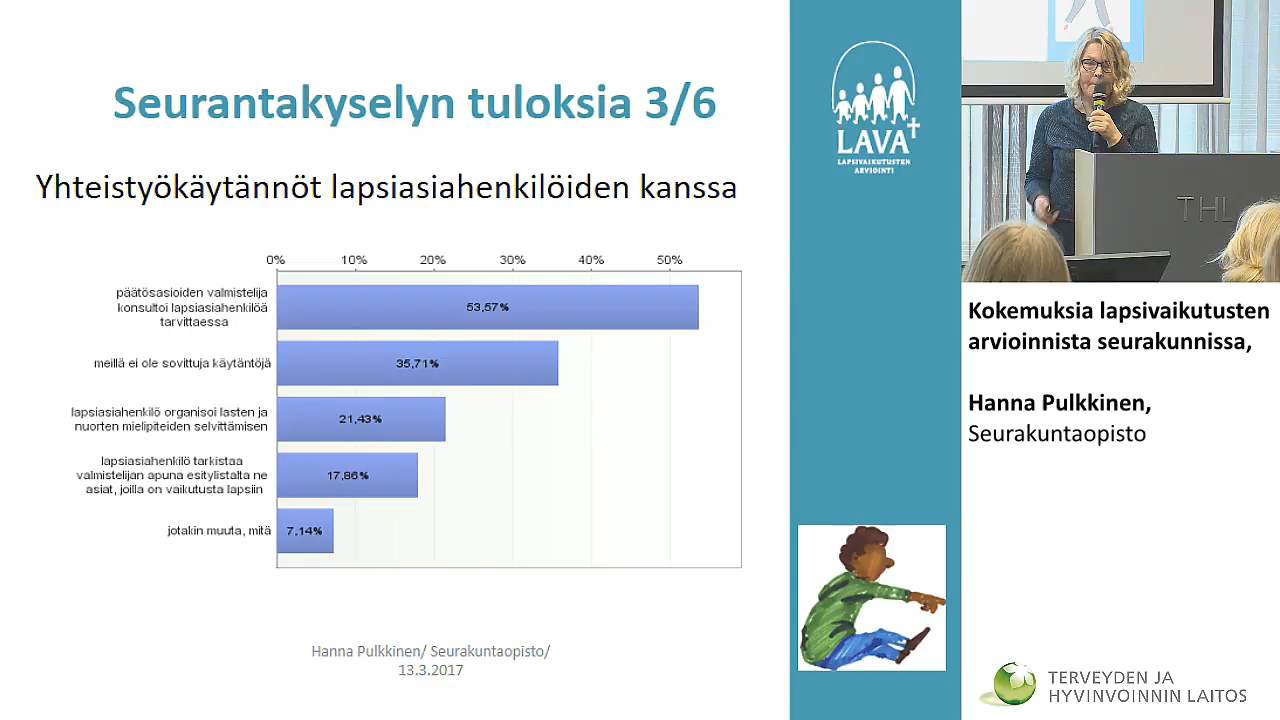 Seurantakyselyn tuloksia 3/6
Yhteistyökäytännöt lapsiasiahenkilöiden kanssa
0% 10% 20% 30% 40% 50%
päätösasioiden valmistelija
konsultoi lapsiasiahenkilöä
tarvittaessa
53,57%
meillä ei ole sovittuja käytäntöjä
35,71%
lapsiasiahenkilö organisoi lasten ja
nuorten mielipiteiden selvittämisen
21,43%
lapsiasiahenkilö tarkistaa
valmistelijan apuna esityslistalta ne
asiat, joilla on vaikutusta lapsiin
17,86%
jotakin muuta, mitä
7,14%
Hanna Pulkkinen/ Seurakuntaopisto/
13.3.2017
LAVA
LAPSIVAIKUTUSTEN
ARVIOINTI
THL
Kokemuksia lapsivaikutusten
arvioinnista seurakunnissa,
Hanna Pulkkinen,
Seurakuntaopisto
TERVEYDEN JA
HYVINVOINNIN LAITOS